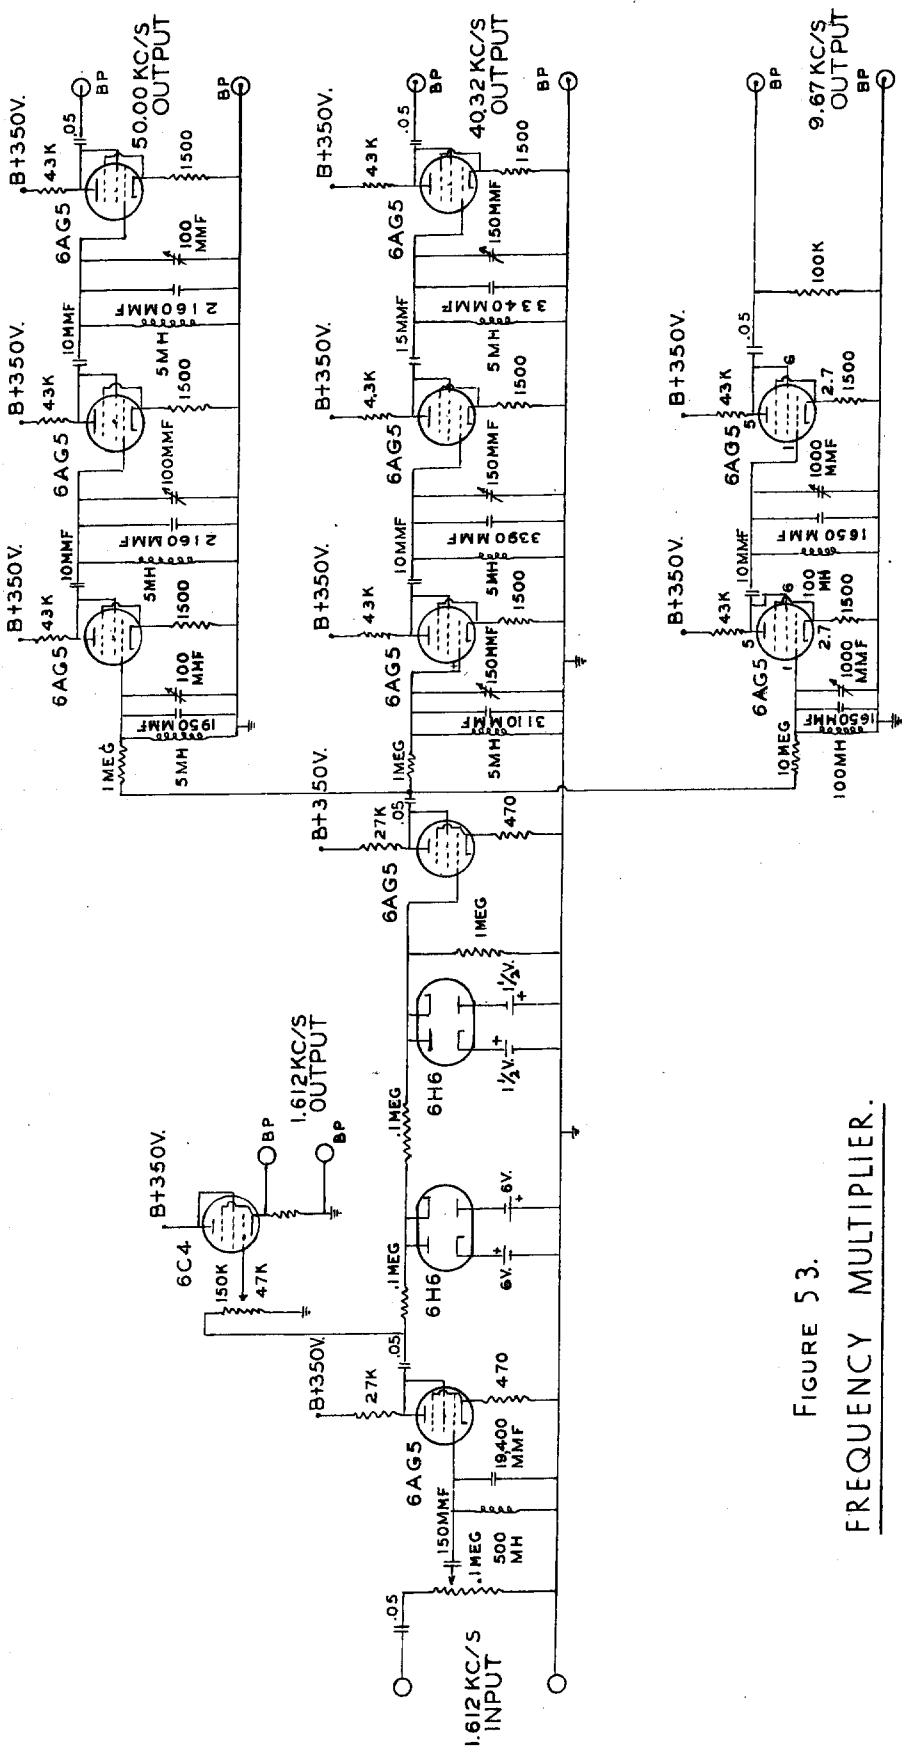 B+350V.
43K
.05
BP
50.00 KC/S
OUTPUT
6AG5
1500
100
MMF
2160MMF
5MH
10MMF
BP
B+350V.
43K
6AG5
1500
100MMF
2160MMF
5MH
10MMF
B+350V.
43K
6AG5
1500
100
MMF
1950MMF
5MH
1MEG
B+350V.
43K
.05
BP
40.32 KC/S
OUTPUT
6AG5
1500
150MMF
3340MMF
5MH
15MMF
BP
B+350V.
4.3K
6AG5
1500
150MMF
3390MMF
5MH
10MMF
B+350V.
43K
6AG5
1500
150MMF
3110MMF
5MH
1MEG
B+350V.
43K
.05
BP
9.67 KC/S
OUTPUT
100K
6AG5
5
6
1
2.7
1500
1000
MMF
1650MMF
100
MH
10MMF
BP
B+350V.
43K
6AG5
5
6
1
2.7
1500
1000
MMF
1650MMF
100MH
10MEG
B+350V.
27K
.05
6AG5
470
1MEG
1½V.
+
1½V.
+
6H6
.1MEG
6V.
+
6V.
+
6H6
.1MEG
1.612 KC/S
OUTPUT
BP
BP
B+350V.
6C4
150K
47K
B+350V.
27K
.05
6AG5
470
19,400
MMF
150MMF
500
MH
.1MEG
.05
1.612 KC/S
INPUT
FIGURE 53.
FREQUENCY MULTIPLIER.